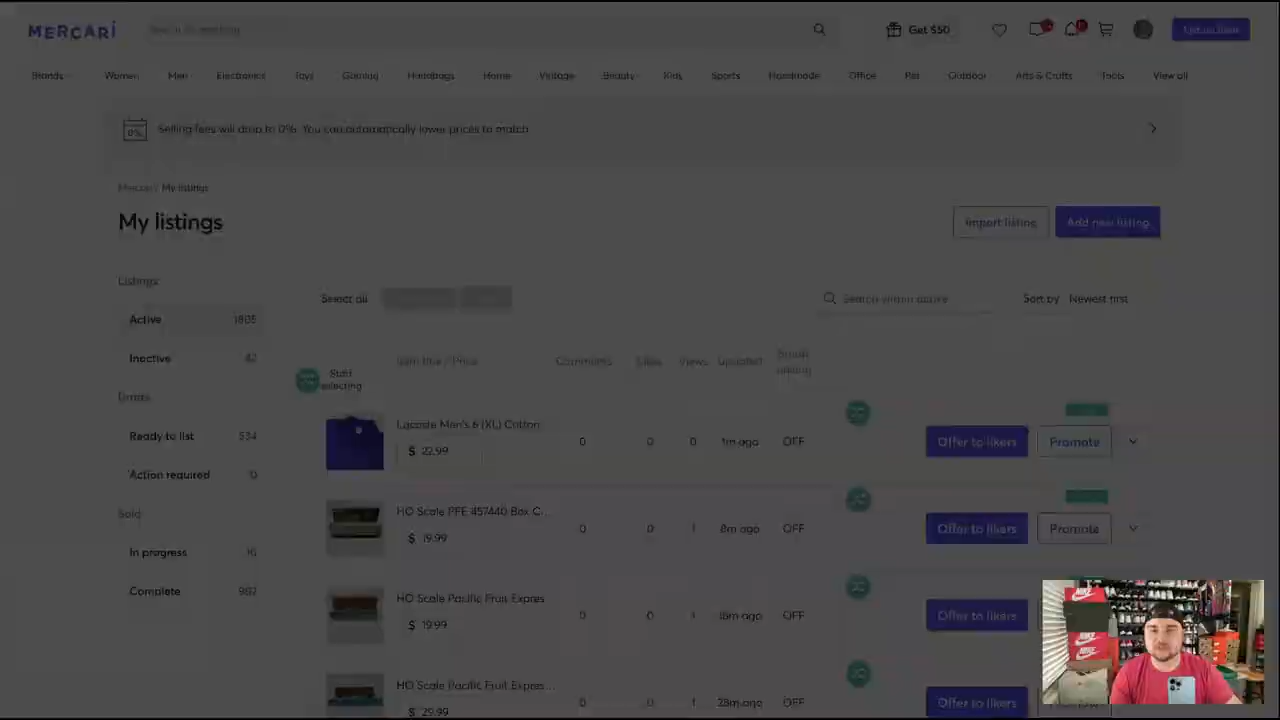 MERCARI
Get $50
Brands Women Men Electronics Toys Gaming Handbags Home Vintage Beauty Kids Sports Handmade Office Pet Outdoor Arts & Crafts Tools View all
0% Selling fees will drop to 0%. You can automatically lower prices to match
Mercari My listings
My listings
Import listing Add new listing
Listings
Active 1805
Inactive 42
Drafts
Ready to list 534
Action required 0
Sold
In progress 16
Complete
Select all
Search within active
Sort by Newest first
Item title / Price Comments Likes Views Updated Smart pricing
Start selecting
Lacoste Men's 6 (XL) Cotton
$ 22.99
0 0 0 1m ago OFF
Offer to likers Promote
HO Scale PFE 457440 Box C...
$ 19.99
0 0 1 8m ago OFF
Offer to likers Promote
HO Scale Pacific Fruit Expres
$ 19.99
0 0 1 18m ago OFF
Offer to likers
HO Scale Pacific Fruit Expres...
$ 29.99
0 0 1 28m ago OFF
Offer to likers